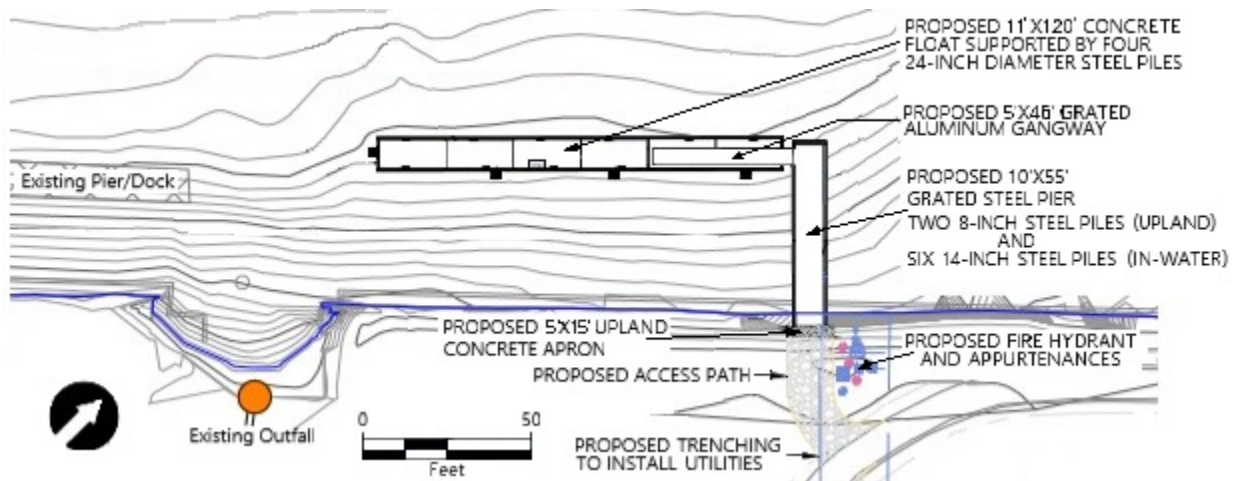 PROPOSED 11'X120' CONCRETE
FLOAT SUPPORTED BY FOUR
24-INCH DIAMETER STEEL PILES
PROPOSED 5'X46' GRATED
ALUMINUM GANGWAY
Existing Pier/Dock
PROPOSED 10'X55'
GRATED STEEL PIER
TWO 8-INCH STEEL PILES (UPLAND)
AND
SIX 14-INCH STEEL PILES (IN-WATER)
PROPOSED 5'X15' UPLAND
CONCRETE APRON
PROPOSED FIRE HYDRANT
AND APPURTENANCES
PROPOSED ACCESS PATH
Existing Outfall
0 50
Feet
PROPOSED TRENCHING
TO INSTALL UTILITIES